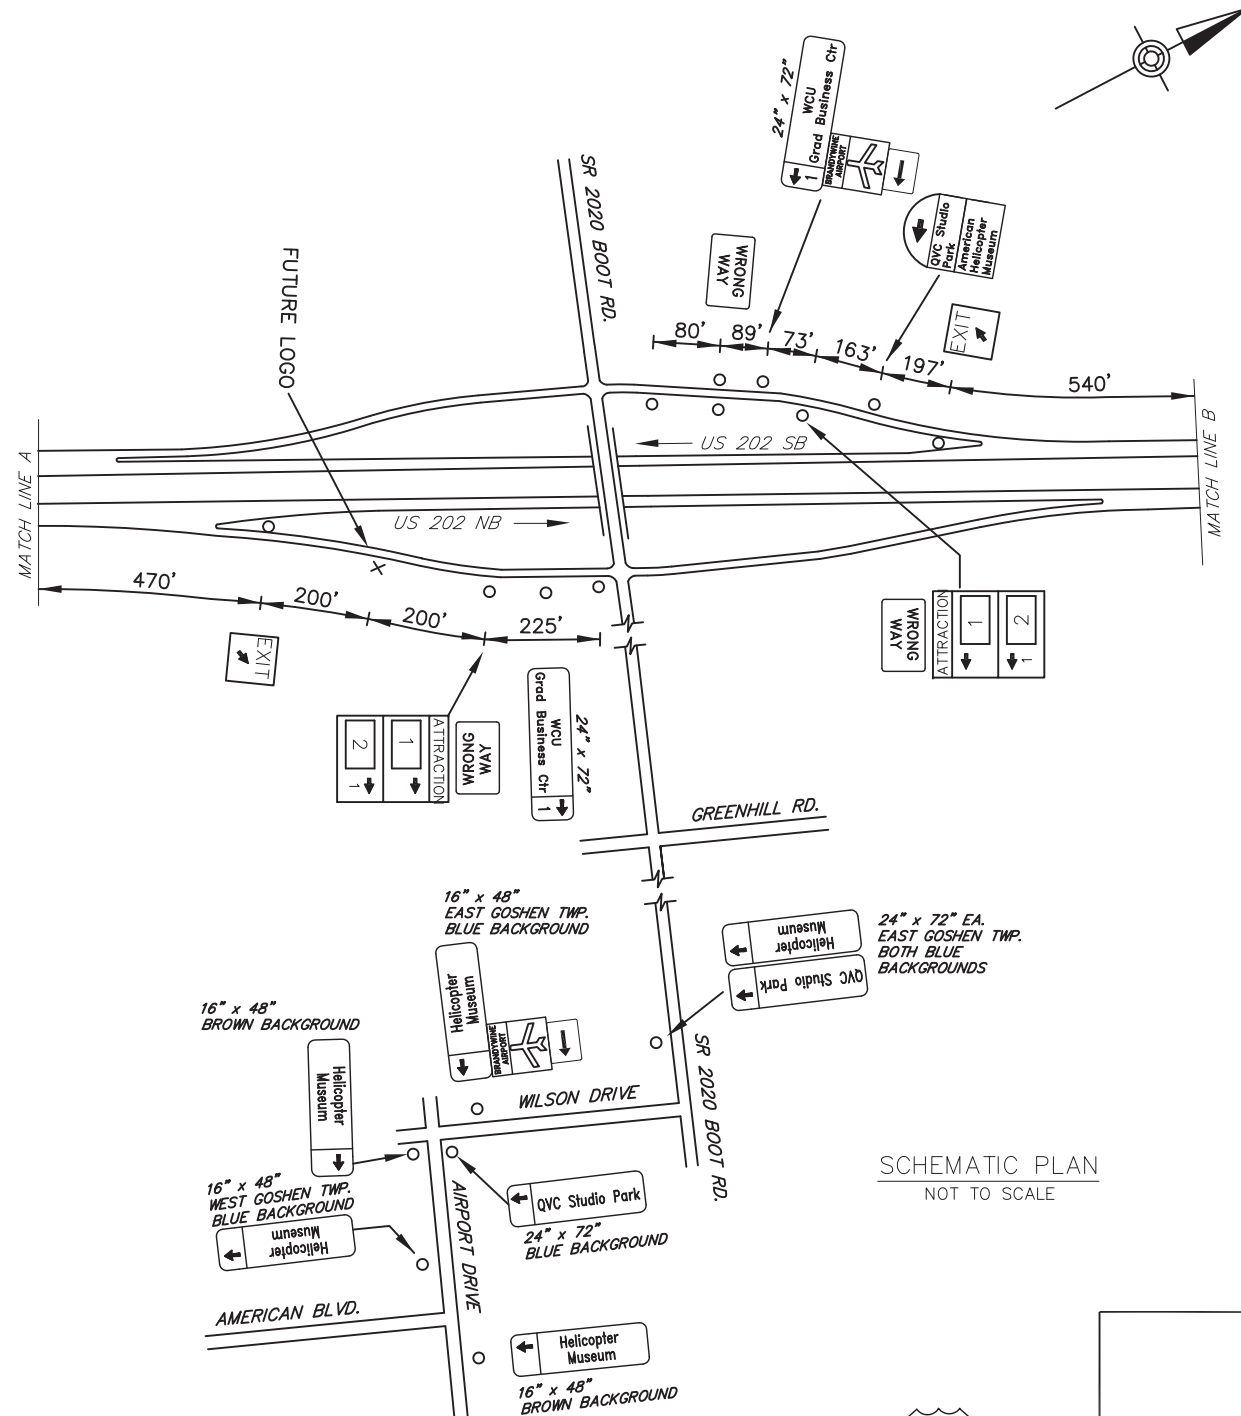 24" x 72"
WCU
Grad Business Ctr
1
BRANDYWINE
AIRPORT
QVC Studio
Park
American
Helicopter
Museum
SR 2020 BOOT RD.
WRONG
WAY
EXIT
FUTURE LOGO
80'
89'
73'
163'
197'
540'
MATCH LINE A
US 202 SB
MATCH LINE B
US 202 NB
470'
200'
200'
225'
EXIT
WRONG
WAY
ATTRACTION
1
2
1
ATTRACTION
1
2
1
WRONG
WAY
WCU
Grad Business Ctr
1
24" x 72"
GREENHILL RD.
16" x 48"
EAST GOSHEN TWP.
BLUE BACKGROUND
Helicopter
Museum
BRANDYWINE
AIRPORT
Helicopter
Museum
QVC Studio Park
24" x 72" EA.
EAST GOSHEN TWP.
BOTH BLUE
BACKGROUNDS
16" x 48"
BROWN BACKGROUND
Helicopter
Museum
SR 2020 BOOT RD.
WILSON DRIVE
16" x 48"
WEST GOSHEN TWP.
BLUE BACKGROUND
Helicopter
Museum
AIRPORT DRIVE
QVC Studio Park
24" x 72"
BLUE BACKGROUND
SCHEMATIC PLAN
NOT TO SCALE
AMERICAN BLVD.
Helicopter
Museum
16" x 48"
BROWN BACKGROUND